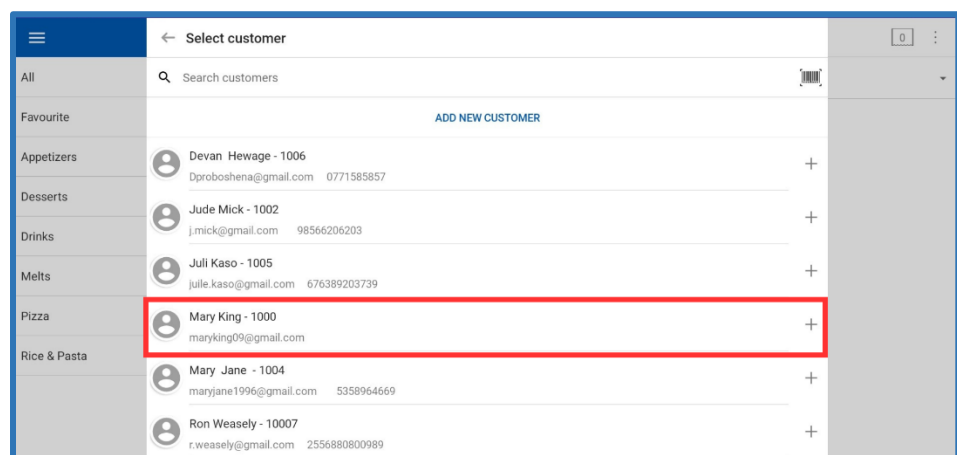 Select customer
0
All
Search customers
Favourite
ADD NEW CUSTOMER
Appetizers
Desserts
Drinks
Melts
Pizza
Rice & Pasta
Devan Hewage - 1006
Dproboshena@gmail.com 0771585857
Jude Mick - 1002
j.mick@gmail.com 98566206203
Juli Kaso - 1005
juile.kaso@gmail.com 676389203739
Mary King - 1000
maryking09@gmail.com
Mary Jane - 1004
maryjane1996@gmail.com 5358964669
Ron Weasely - 10007
r.weasely@gmail.com 2556880800989